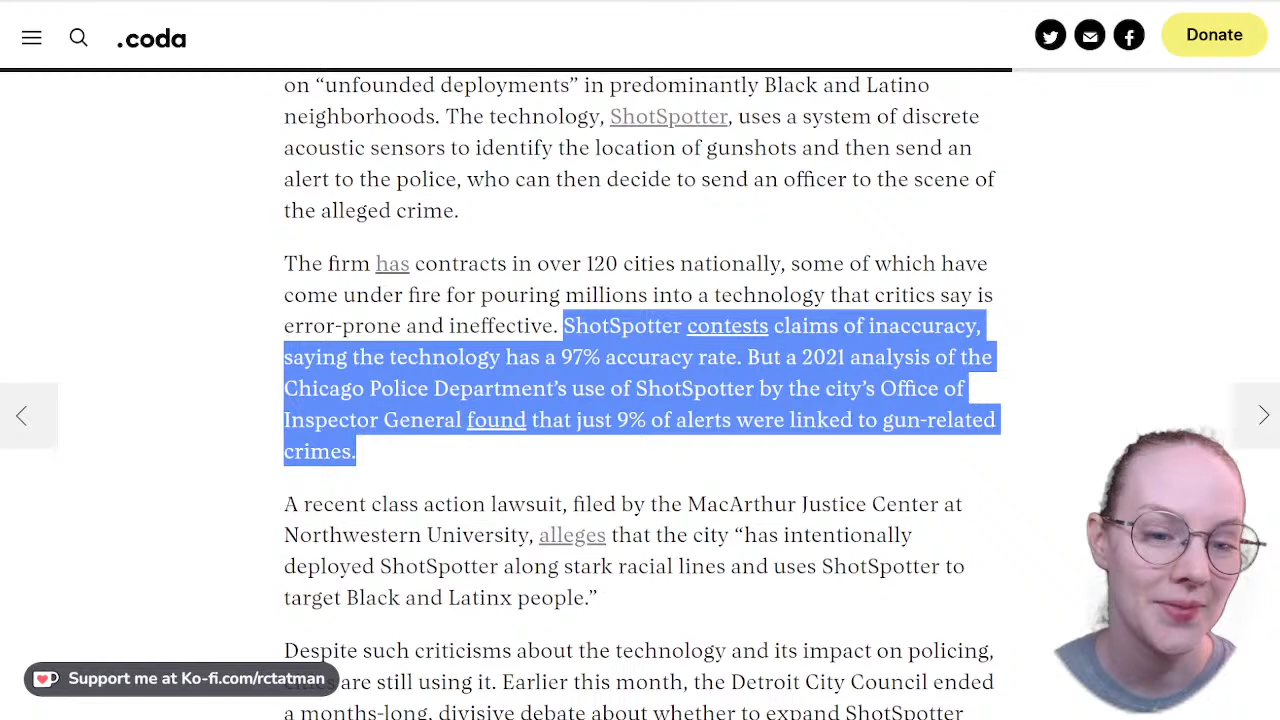 .coda
Donate
on “unfounded deployments” in predominantly Black and Latino
neighborhoods. The technology, ShotSpotter, uses a system of discrete
acoustic sensors to identify the location of gunshots and then send an
alert to the police, who can then decide to send an officer to the scene of
the alleged crime.
The firm has contracts in over 120 cities nationally, some of which have
come under fire for pouring millions into a technology that critics say is
error-prone and ineffective. ShotSpotter contests claims of inaccuracy,
saying the technology has a 97% accuracy rate. But a 2021 analysis of the
Chicago Police Department’s use of ShotSpotter by the city’s Office of
Inspector General found that just 9% of alerts were linked to gun-related
crimes.
A recent class action lawsuit, filed by the MacArthur Justice Center at
Northwestern University, alleges that the city “has intentionally
deployed ShotSpotter along stark racial lines and uses ShotSpotter to
target Black and Latinx people.”
Despite such criticisms about the technology and its impact on policing,
are still using it. Earlier this month, the Detroit City Council ended
a months-long, divisive debate about whether to expand ShotSpotter
Support me at Ko-fi.com/rctatman